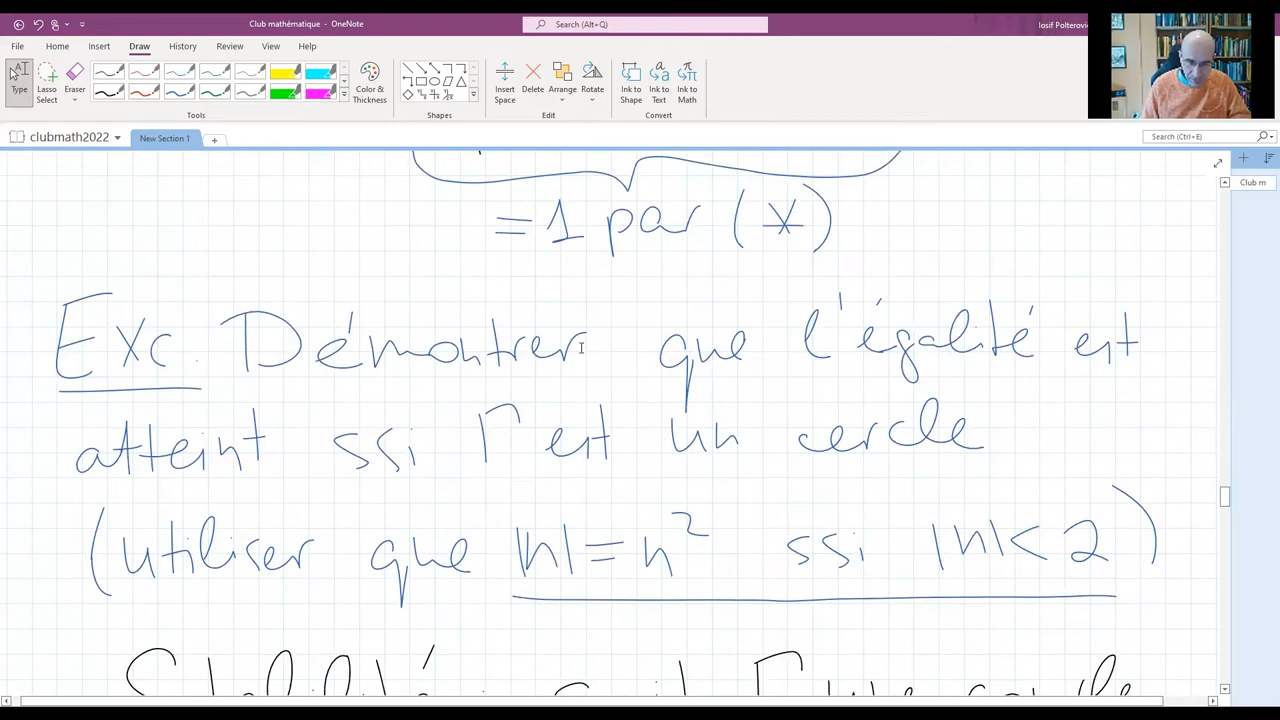 Club mathématique - OneNote
Search (Alt+Q)
Iosif Polterovi
File Home Insert Draw History Review View Help
Type
Lasso Select
Eraser
Color & Thickness
Insert Space
Delete
Arrange
Rotate
Ink to Shape
Ink to Text
Ink to Math
Tools
Shapes
Edit
Convert
clubmath2022
New Section 1
Search (Ctrl+E)
Club m
= 1 par (*)
Exc. Démontrer que l'égalité est
atteint ssi Γ est un cercle
(utiliser que |n| = n² ssi |n| < 2)
Stabilité